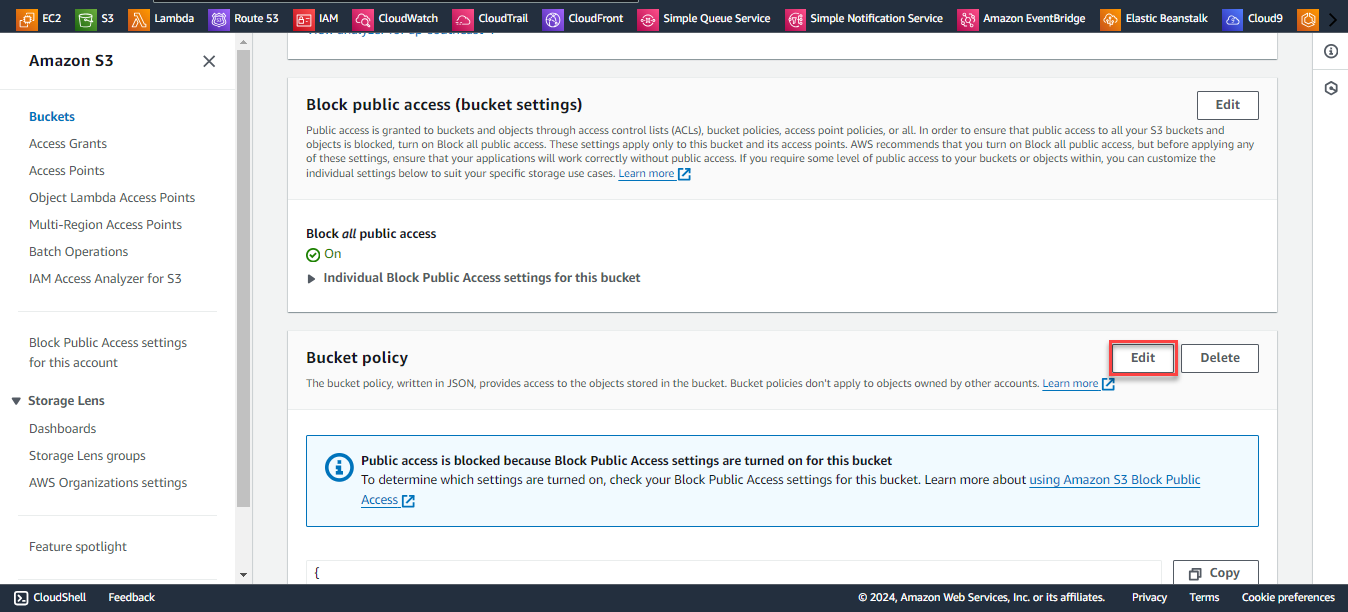 EC2 S3 Lambda Route 53 IAM CloudWatch CloudTrail CloudFront Simple Queue Service Simple Notification Service Amazon EventBridge Elastic Beanstalk Cloud9
Amazon S3
Buckets
Access Grants
Access Points
Object Lambda Access Points
Multi-Region Access Points
Batch Operations
IAM Access Analyzer for S3
Block Public Access settings
for this account
Storage Lens
Dashboards
Storage Lens groups
AWS Organizations settings
Feature spotlight
Block public access (bucket settings)
Edit
Public access is granted to buckets and objects through access control lists (ACLs), bucket policies, access point policies, or all. In order to ensure that public access to all your S3 buckets and
objects is blocked, turn on Block all public access. These settings apply only to this bucket and its access points. AWS recommends that you turn on Block all public access, but before applying any
of these settings, ensure that your applications will work correctly without public access. If you require some level of public access to your buckets or objects within, you can customize the
individual settings below to suit your specific storage use cases. Learn more
Block all public access
On
Individual Block Public Access settings for this bucket
Bucket policy
Edit
Delete
The bucket policy, written in JSON, provides access to the objects stored in the bucket. Bucket policies don't apply to objects owned by other accounts. Learn more
Public access is blocked because Block Public Access settings are turned on for this bucket
To determine which settings are turned on, check your Block Public Access settings for this bucket. Learn more about using Amazon S3 Block Public
Access
{
Copy
CloudShell Feedback © 2024, Amazon Web Services, Inc. or its affiliates. Privacy Terms Cookie preferences